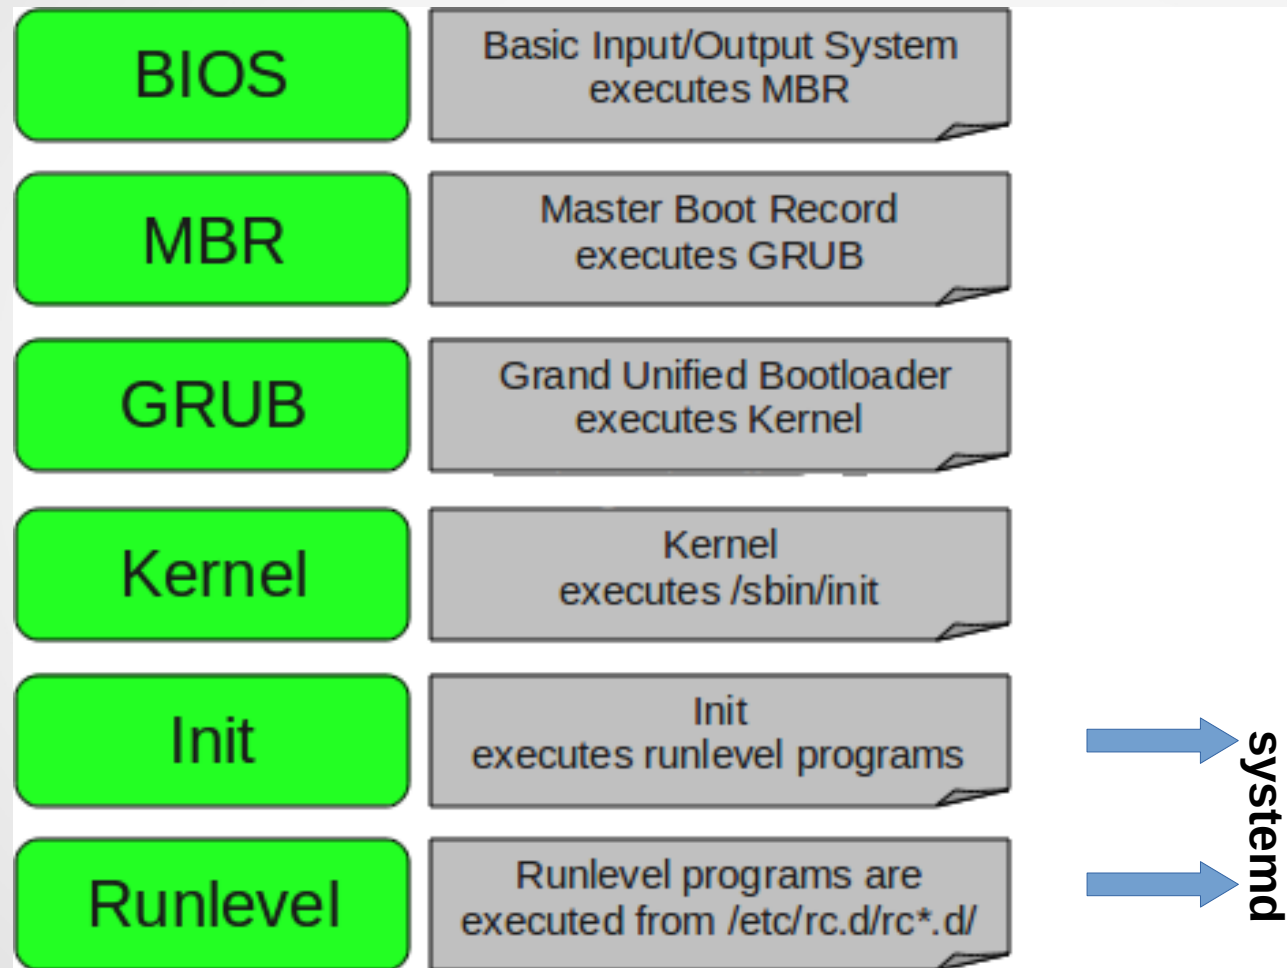 BIOS
Basic Input/Output System
executes MBR
MBR
Master Boot Record
executes GRUB
GRUB
Grand Unified Bootloader
executes Kernel
Kernel
Kernel
executes /sbin/init
Init
Init
executes runlevel programs
Runlevel
Runlevel programs are
executed from /etc/rc.d/rc*.d/
systemd